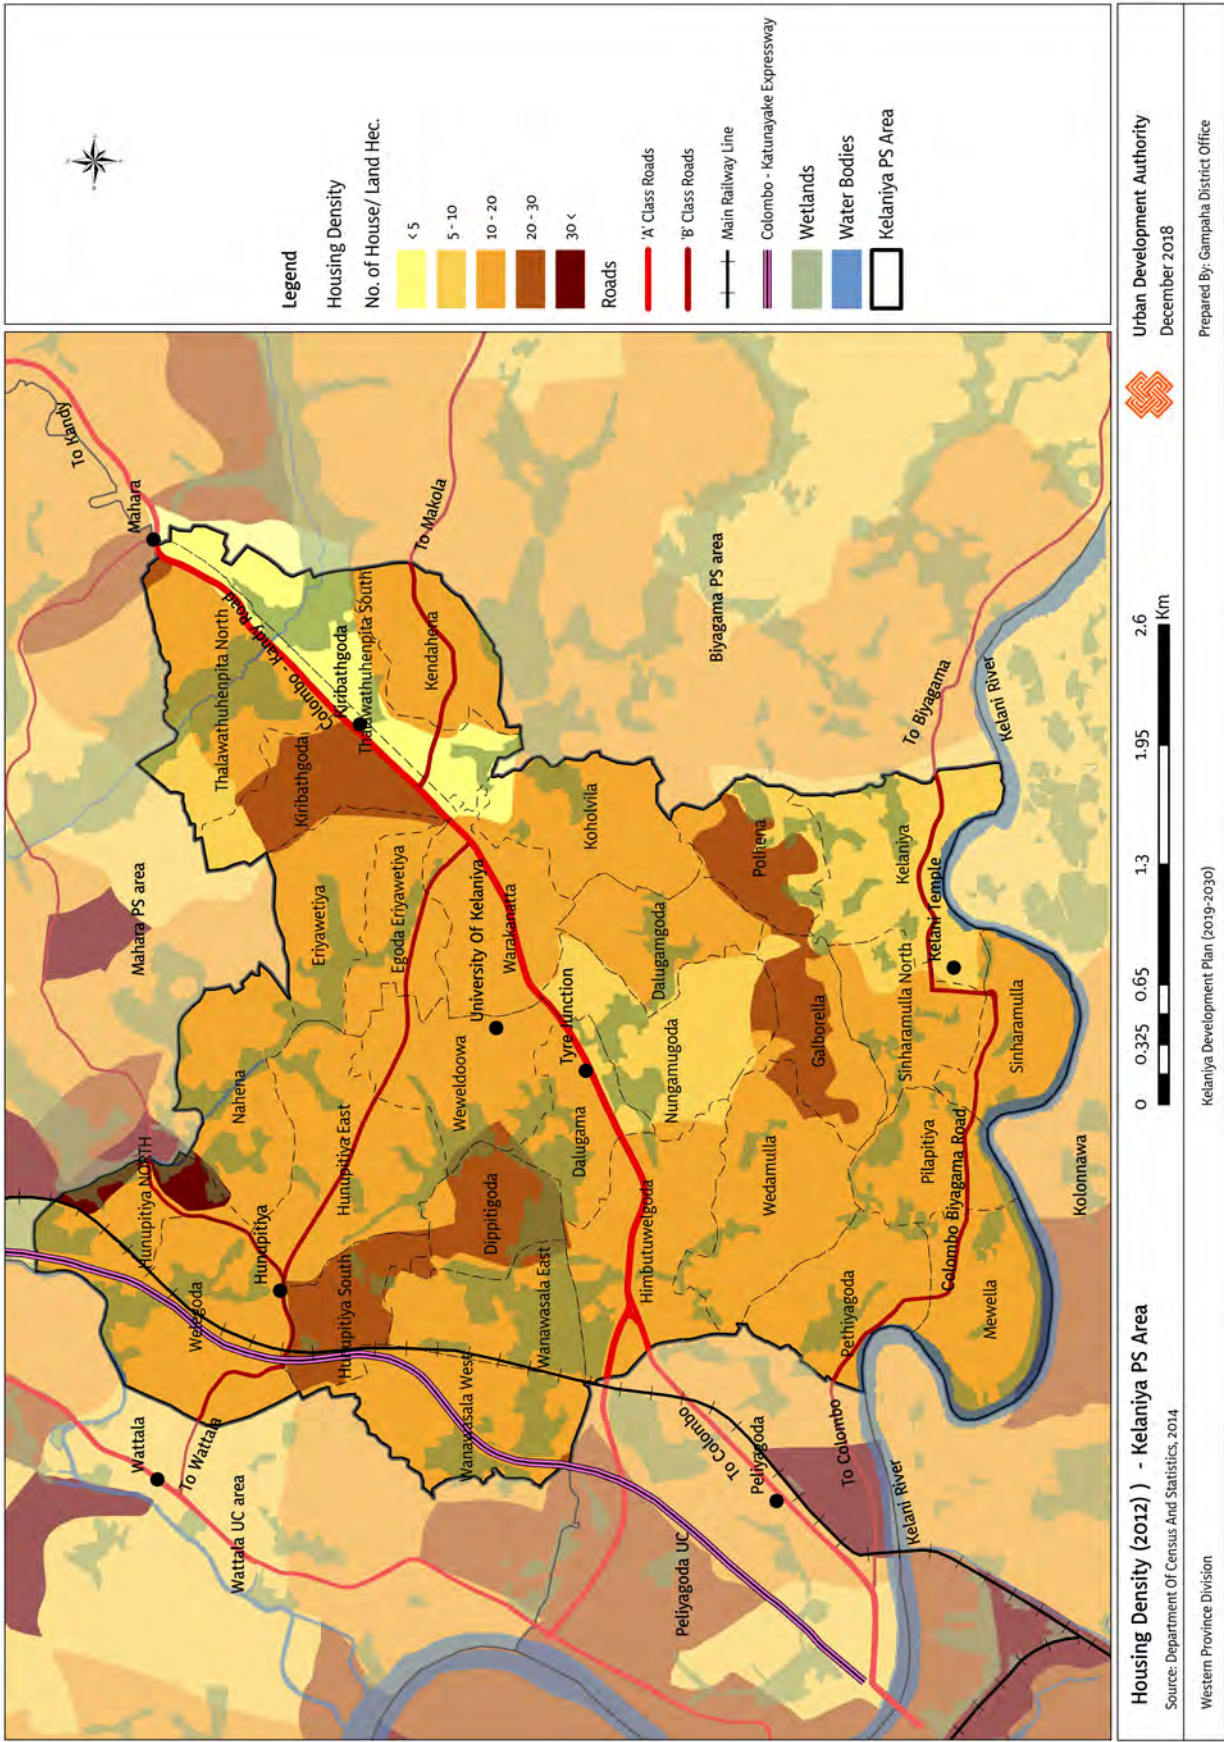 Mahara
To Kandy
Thalawathuhenpita North
Colombo - Kandy Road
Kiribathgoda
Thalawathuhenpita South
Kendahena
To Makola
Kiribathgoda
Mahara PS area
Eriyawetiya
Egoda Eriyawetiya
University Of Kelaniya
Warakanatta
Koholvila
Biyagama PS area
Nahena
Hunupitiya NORTH
Hunupitiya East
Weweldoowa
Tyre Junction
Dalugamgoda
Nungamugoda
Polhena
Kelaniya
Kelani Temple
To Biyagama
Kelani River
Hunupitiya
Welegoda
Hunupitiya South
Dippitigoda
Dalugama
Wanawasala East
Wanawasala West
Himbutuwelgoda
Wedamulla
Galborella
Sinharamulla North
Sinharamulla
Pilapitiya
Colombo Biyagama Road
Pethiyagoda
Mewella
Kolonnawa
Wattala
To Wattala
Wattala UC area
To Colombo
Peliyagoda
To Colombo
Peliyagoda UC
Kelani River
Legend
Housing Density
No. of House/ Land Hec.
< 5
5 - 10
10 - 20
20 - 30
30 <
Roads
'A' Class Roads
'B' Class Roads
Main Railway Line
Colombo - Katunayake Expressway
Wetlands
Water Bodies
Kelaniya PS Area
Housing Density (2012) ) - Kelaniya PS Area
Source: Department Of Census And Statistics, 2014
0 0.325 0.65 1.3 1.95 2.6
Km
Urban Development Authority
December 2018
Western Province Division
Kelaniya Development Plan (2019-2030)
Prepared By: Gampaha District Office